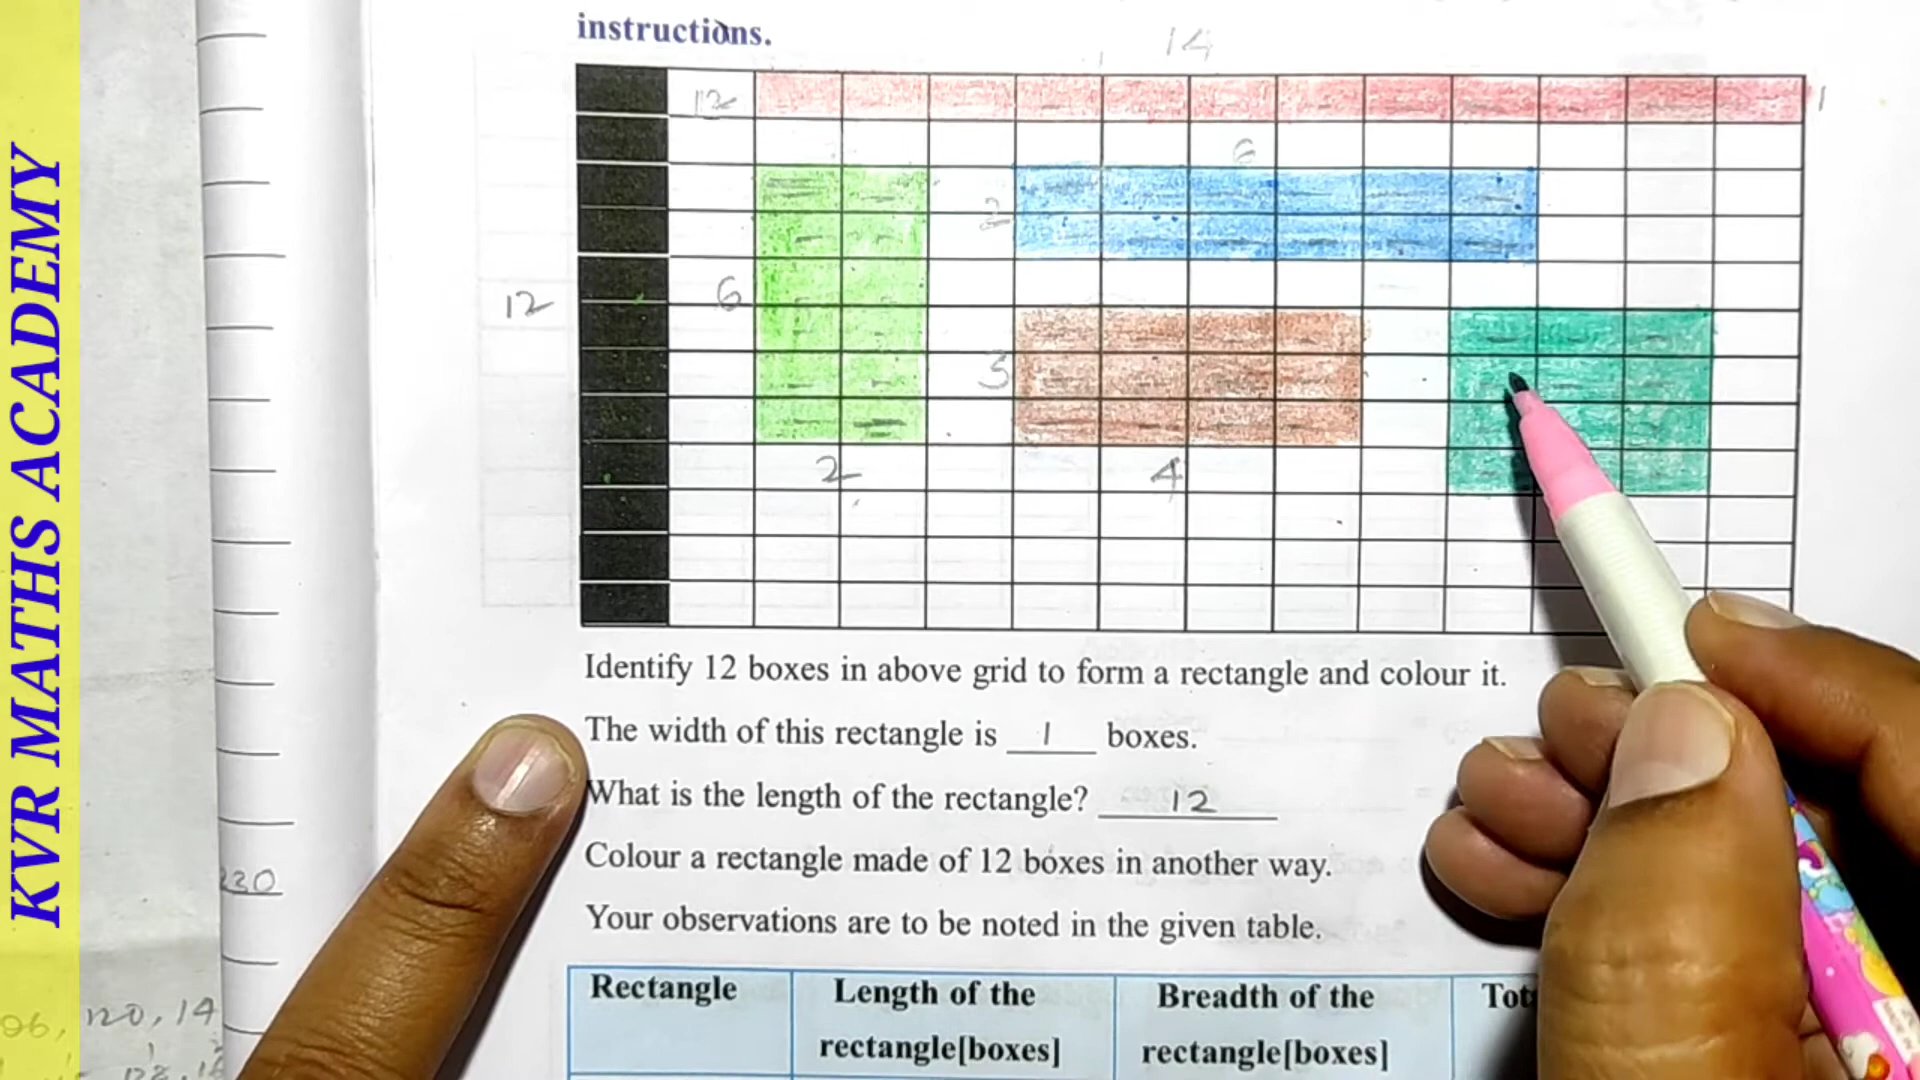 KVR MATHS ACADEMY
instructions.
14
12
1
6
2
6
12
3
2
4
Identify 12 boxes in above grid to form a rectangle and colour it.
The width of this rectangle is 1 boxes.
What is the length of the rectangle? 12
Colour a rectangle made of 12 boxes in another way.
Your observations are to be noted in the given table.
Rectangle
Length of the rectangle[boxes]
Breadth of the rectangle[boxes]
230
120, 14